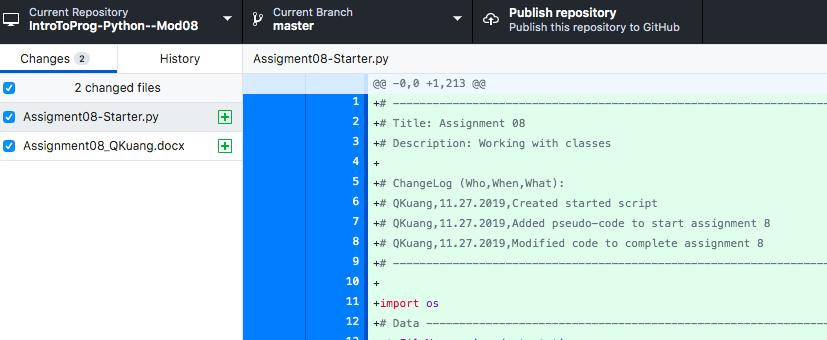 Current Repository
IntroToProg-Python--Mod08
Current Branch
master
Publish repository
Publish this repository to GitHub
Changes 2
History
2 changed files
Assigment08-Starter.py
Assignment08_QKuang.docx
Assigment08-Starter.py
@@ -0,0 +1,213 @@
1 +# ------------------------------------------------------------------------
2 +# Title: Assignment 08
3 +# Description: Working with classes
4 +
5 +# ChangeLog (Who,When,What):
6 +# QKuang,11.27.2019,Created started script
7 +# QKuang,11.27.2019,Added pseudo-code to start assignment 8
8 +# QKuang,11.27.2019,Modified code to complete assignment 8
9 +# ------------------------------------------------------------------------
10 +
11 +import os
12 +# Data -------------------------------------------------------------------